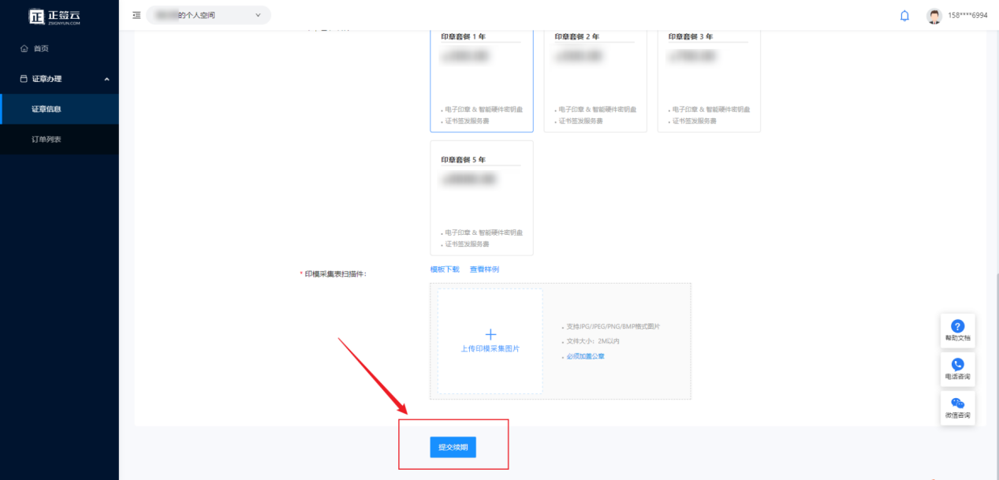 正签云
ZSIGNYUN.COM
的个人空间
158****6994
首页
证章办理
证章信息
订单列表
印章套餐 1 年
印章套餐 2 年
印章套餐 3 年
电子印章 & 智能硬件密钥盘
证书签发服务费
电子印章 & 智能硬件密钥盘
证书签发服务费
电子印章 & 智能硬件密钥盘
证书签发服务费
印章套餐 5 年
电子印章 & 智能硬件密钥盘
证书签发服务费
* 印模采集表扫描件:
模板下载 查看样例
上传印模采集图片
支持JPG/JPEG/PNG/BMP格式图片
文件大小：2M以内
必须加盖公章
提交续期
帮助文档
电话咨询
微信咨询